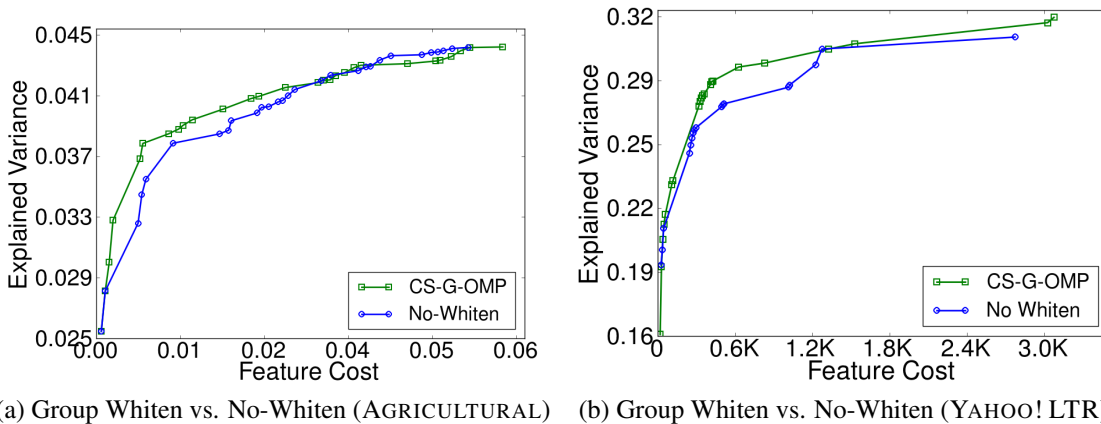 0.045
0.041
0.037
0.033
0.029
0.025
Explained Variance
CS-G-OMP
No-Whiten
0.00 0.01 0.02 0.02 0.04 0.05 0.06
Feature Cost
0.32
0.29
0.25
0.22
0.19
0.16
Explained Variance
CS-G-OMP
No Whiten
0 0.6K 1.2K 1.8K 2.4K 3.0K
Feature Cost
(a) Group Whiten vs. No-Whiten (AGRICULTURAL)
(b) Group Whiten vs. No-Whiten (YAHOO! LTR)